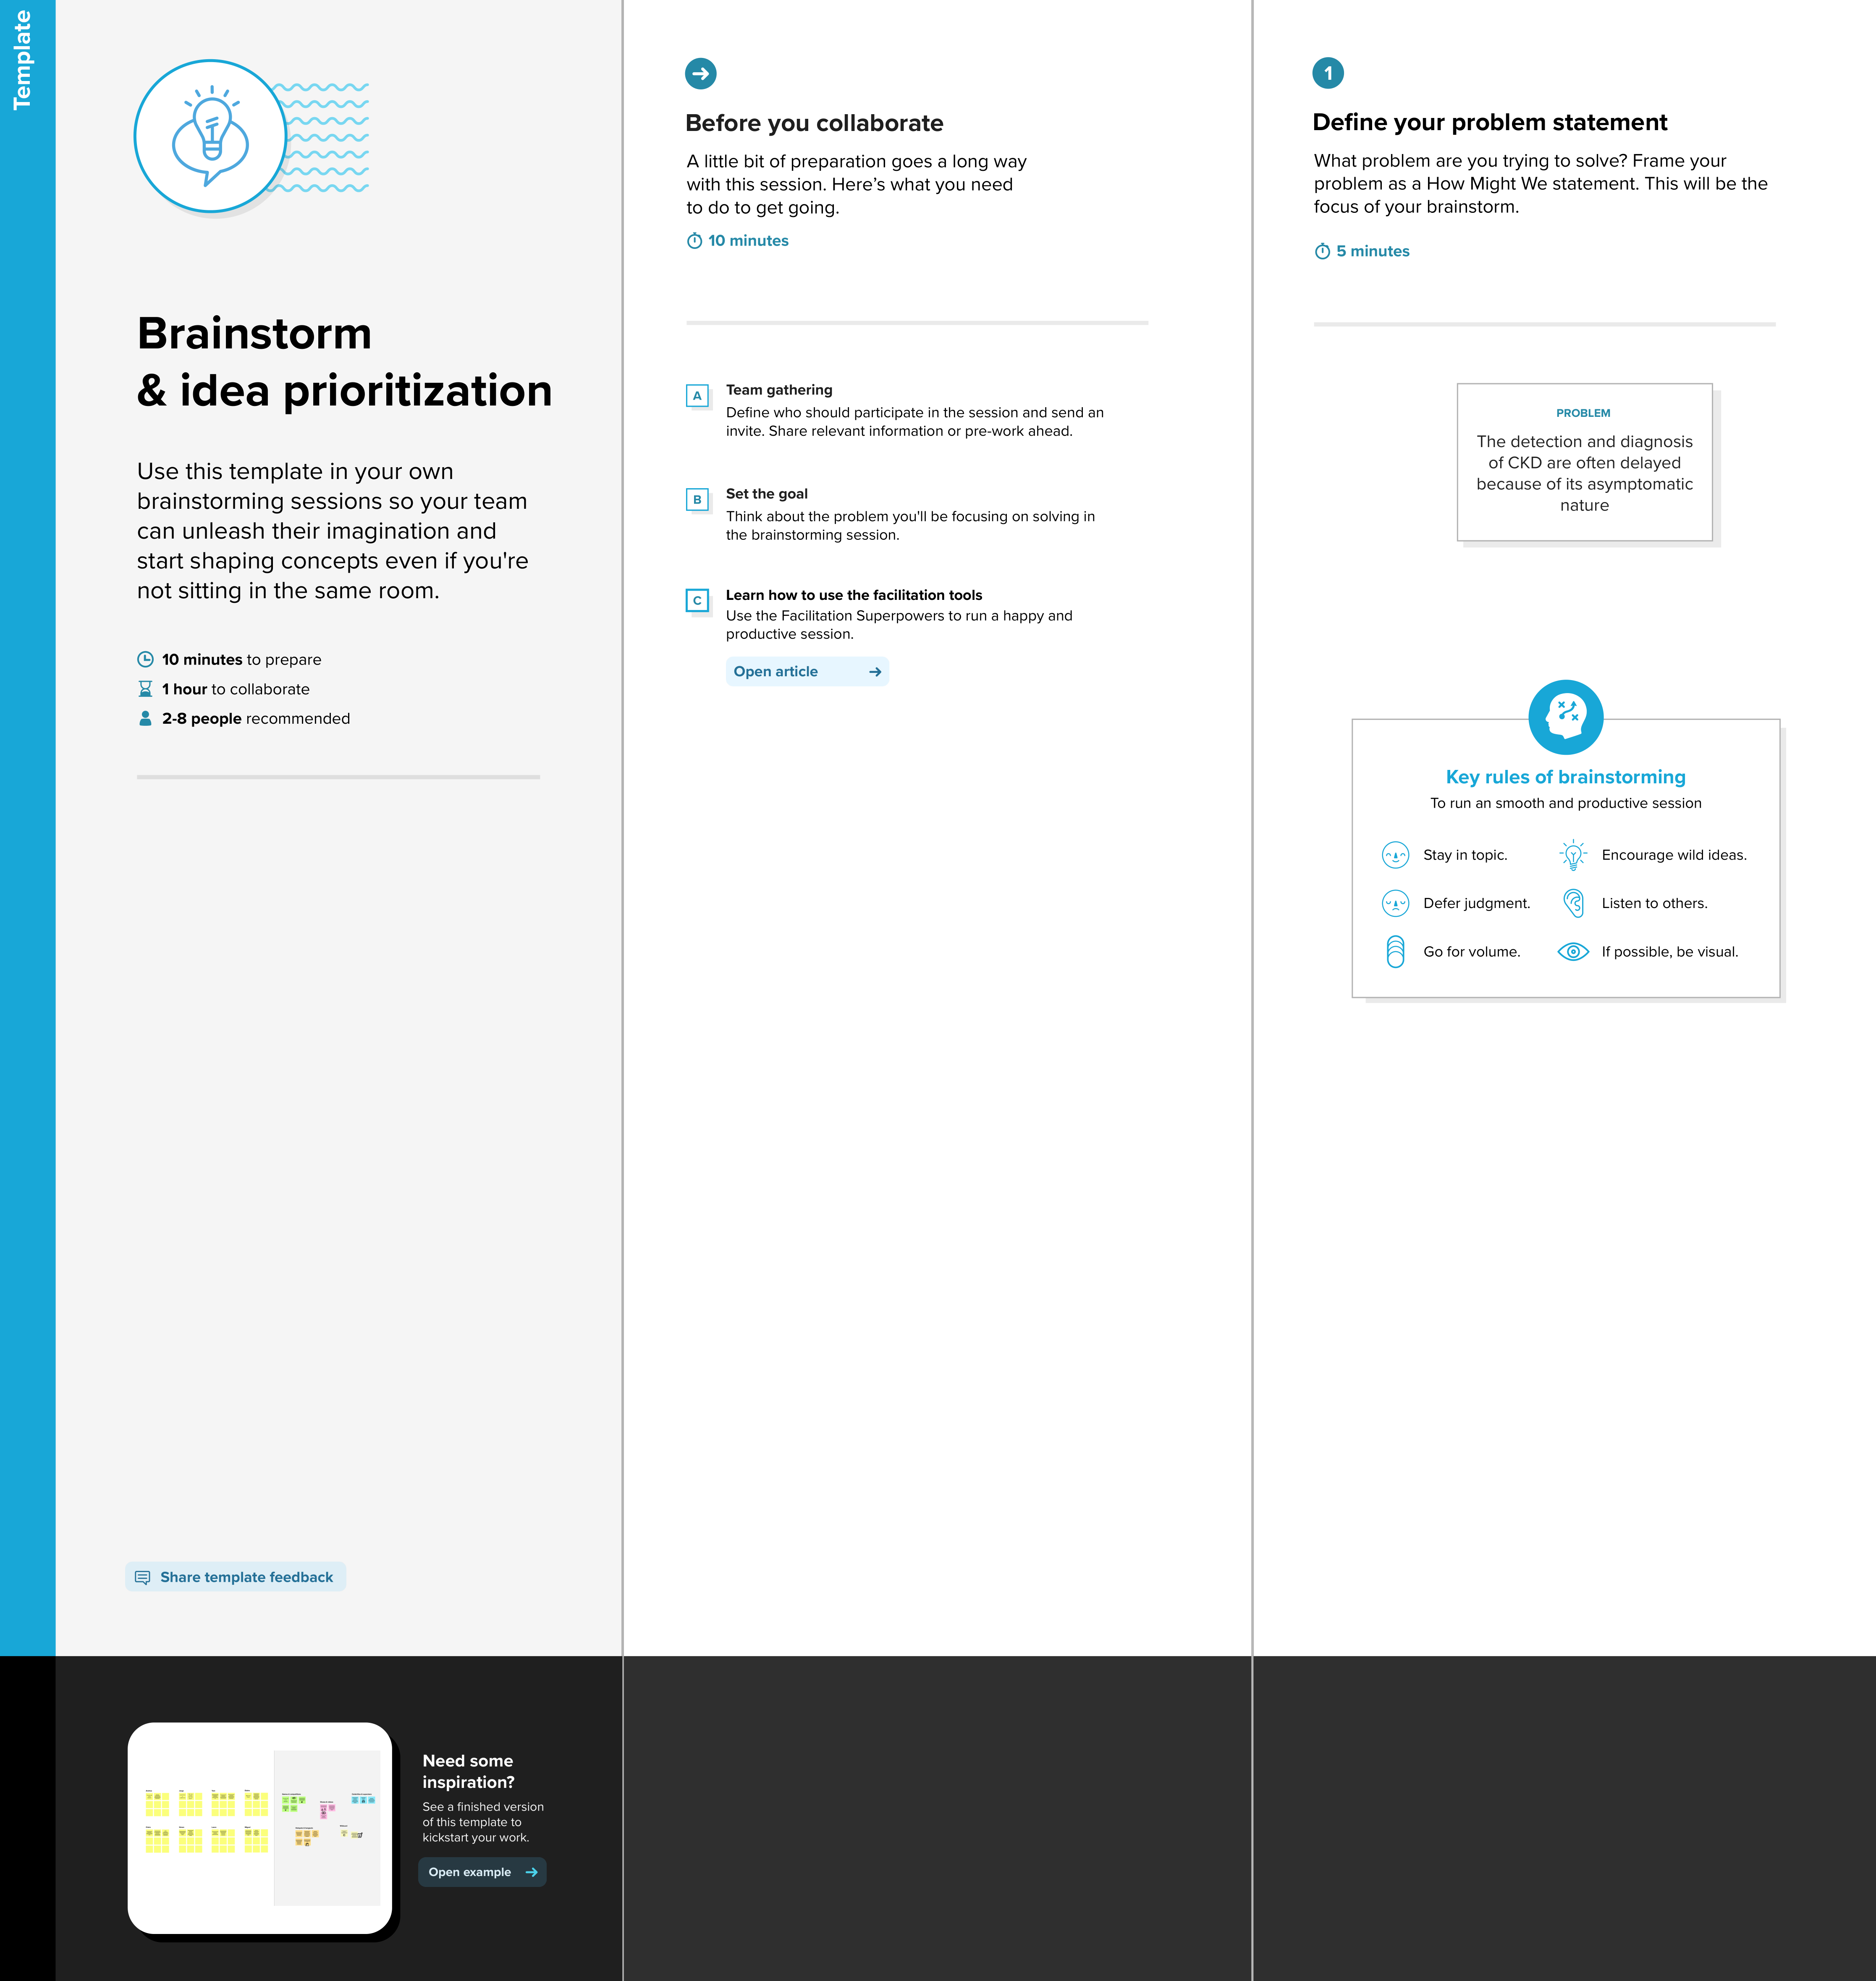 Template
Brainstorm
& idea prioritization
Use this template in your own
brainstorming sessions so your team
can unleash their imagination and
start shaping concepts even if you're
not sitting in the same room.
10 minutes to prepare
1 hour to collaborate
2-8 people recommended
Share template feedback
Need some
inspiration?
See a finished version
of this template to
kickstart your work.
Open example
Before you collaborate
A little bit of preparation goes a long way
with this session. Here’s what you need
to do to get going.
10 minutes
A
Team gathering
Define who should participate in the session and send an
invite. Share relevant information or pre-work ahead.
B
Set the goal
Think about the problem you'll be focusing on solving in
the brainstorming session.
C
Learn how to use the facilitation tools
Use the Facilitation Superpowers to run a happy and
productive session.
Open article
1
Define your problem statement
What problem are you trying to solve? Frame your
problem as a How Might We statement. This will be the
focus of your brainstorm.
5 minutes
PROBLEM
The detection and diagnosis
of CKD are often delayed
because of its asymptomatic
nature
Key rules of brainstorming
To run an smooth and productive session
Stay in topic.
Encourage wild ideas.
Defer judgment.
Listen to others.
Go for volume.
If possible, be visual.